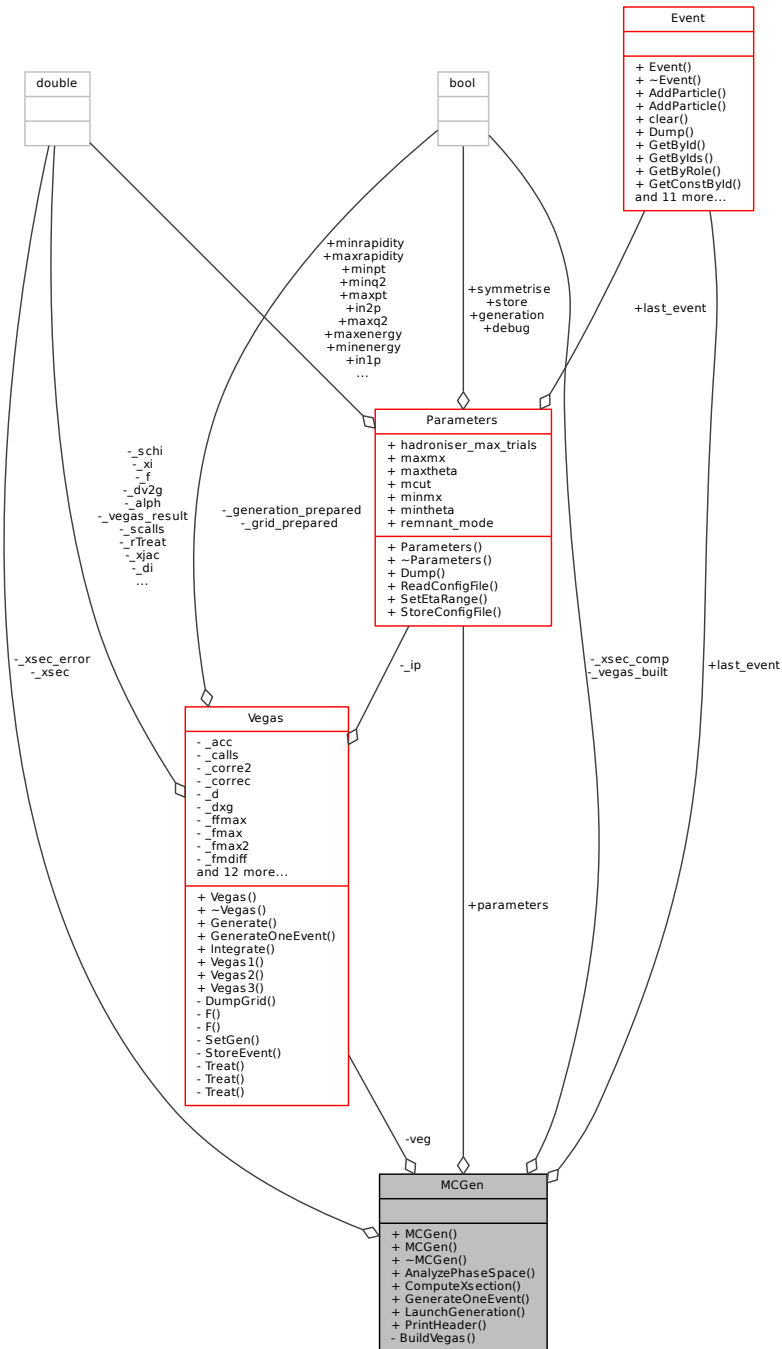 Event
+ Event()
+ ~Event()
+ AddParticle()
+ AddParticle()
+ clear()
+ Dump()
+ GetById()
+ GetByIds()
+ GetByRole()
+ GetConstById()
and 11 more...
double
bool
+minrapidity
+maxrapidity
+minpt
+minq2
+maxpt
+in2p
+maxq2
+maxenergy
+minenergy
+in1p
...
+symmetrise
+store
+generation
+debug
+last_event
Parameters
+ hadroniser_max_trials
+ maxmx
+ maxtheta
+ mcut
+ minmx
+ mintheta
+ remnant_mode
+ Parameters()
+ ~Parameters()
+ Dump()
+ ReadConfigFile()
+ SetEtaRange()
+ StoreConfigFile()
-_schi
-_xi
-_f
-_dv2g
-_alph
-_vegas_result
-_scalls
-_rTreat
-_xjac
-_di
...
-_generation_prepared
-_grid_prepared
-_xsec_error
-_xsec
-_ip
-_xsec_comp
-_vegas_built
+last_event
Vegas
- _acc
- _calls
- _corre2
- _correc
- _d
- _dxg
- _ffmax
- _fmax
- _fmax2
- _fmdiff
and 12 more...
+ Vegas()
+ ~Vegas()
+ Generate()
+ GenerateOneEvent()
+ Integrate()
+ Vegas1()
+ Vegas2()
+ Vegas3()
- DumpGrid()
- F()
- F()
- SetGen()
- StoreEvent()
- Treat()
- Treat()
- Treat()
+parameters
-veg
MCGen
+ MCGen()
+ MCGen()
+ ~MCGen()
+ AnalyzePhaseSpace()
+ ComputeXsection()
+ GenerateOneEvent()
+ LaunchGeneration()
+ PrintHeader()
- BuildVegas()